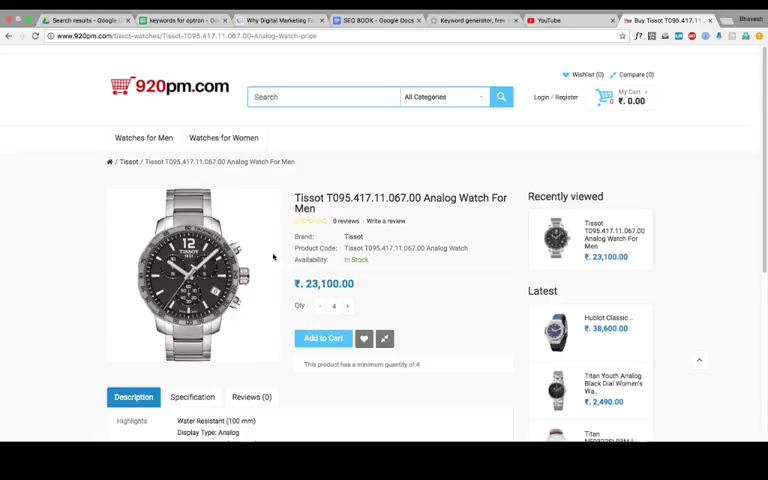 Search results - Google D
keywords for optron - Goo
Why Digital Marketing Fir
SEO BOOK - Google Docs
Keyword generator, free k
YouTube
Buy Tissot T095.417.11.067
Bhavesh
www.920pm.com/tissot-watches/Tissot-T095.417.11.067.00-Analog-Watch-price
Wishlist (0) Compare (0)
920pm.com
Search All Categories
Login / Register
My Cart
0 ₹. 0.00
Watches for Men Watches for Women
/ Tissot / Tissot T095.417.11.067.00 Analog Watch For Men
Tissot T095.417.11.067.00 Analog Watch For
Men
0 reviews Write a review
Brand: Tissot
Product Code: Tissot T095.417.11.067.00 Analog Watch
Availability: In Stock
₹. 23,100.00
Qty - 4 +
Add to Cart
This product has a minimum quantity of 4
TISSOT
Recently viewed
Tissot
T095.417.11.067.00
Analog Watch For
Men
₹. 23,100.00
Latest
Hublot Classic ..
₹. 38,600.00
Titan Youth Analog
Black Dial Women's
Wa..
₹. 2,490.00
Titan
Description Specification Reviews (0)
Highlights Water Resistant (100 mm)
Display Type: Analog